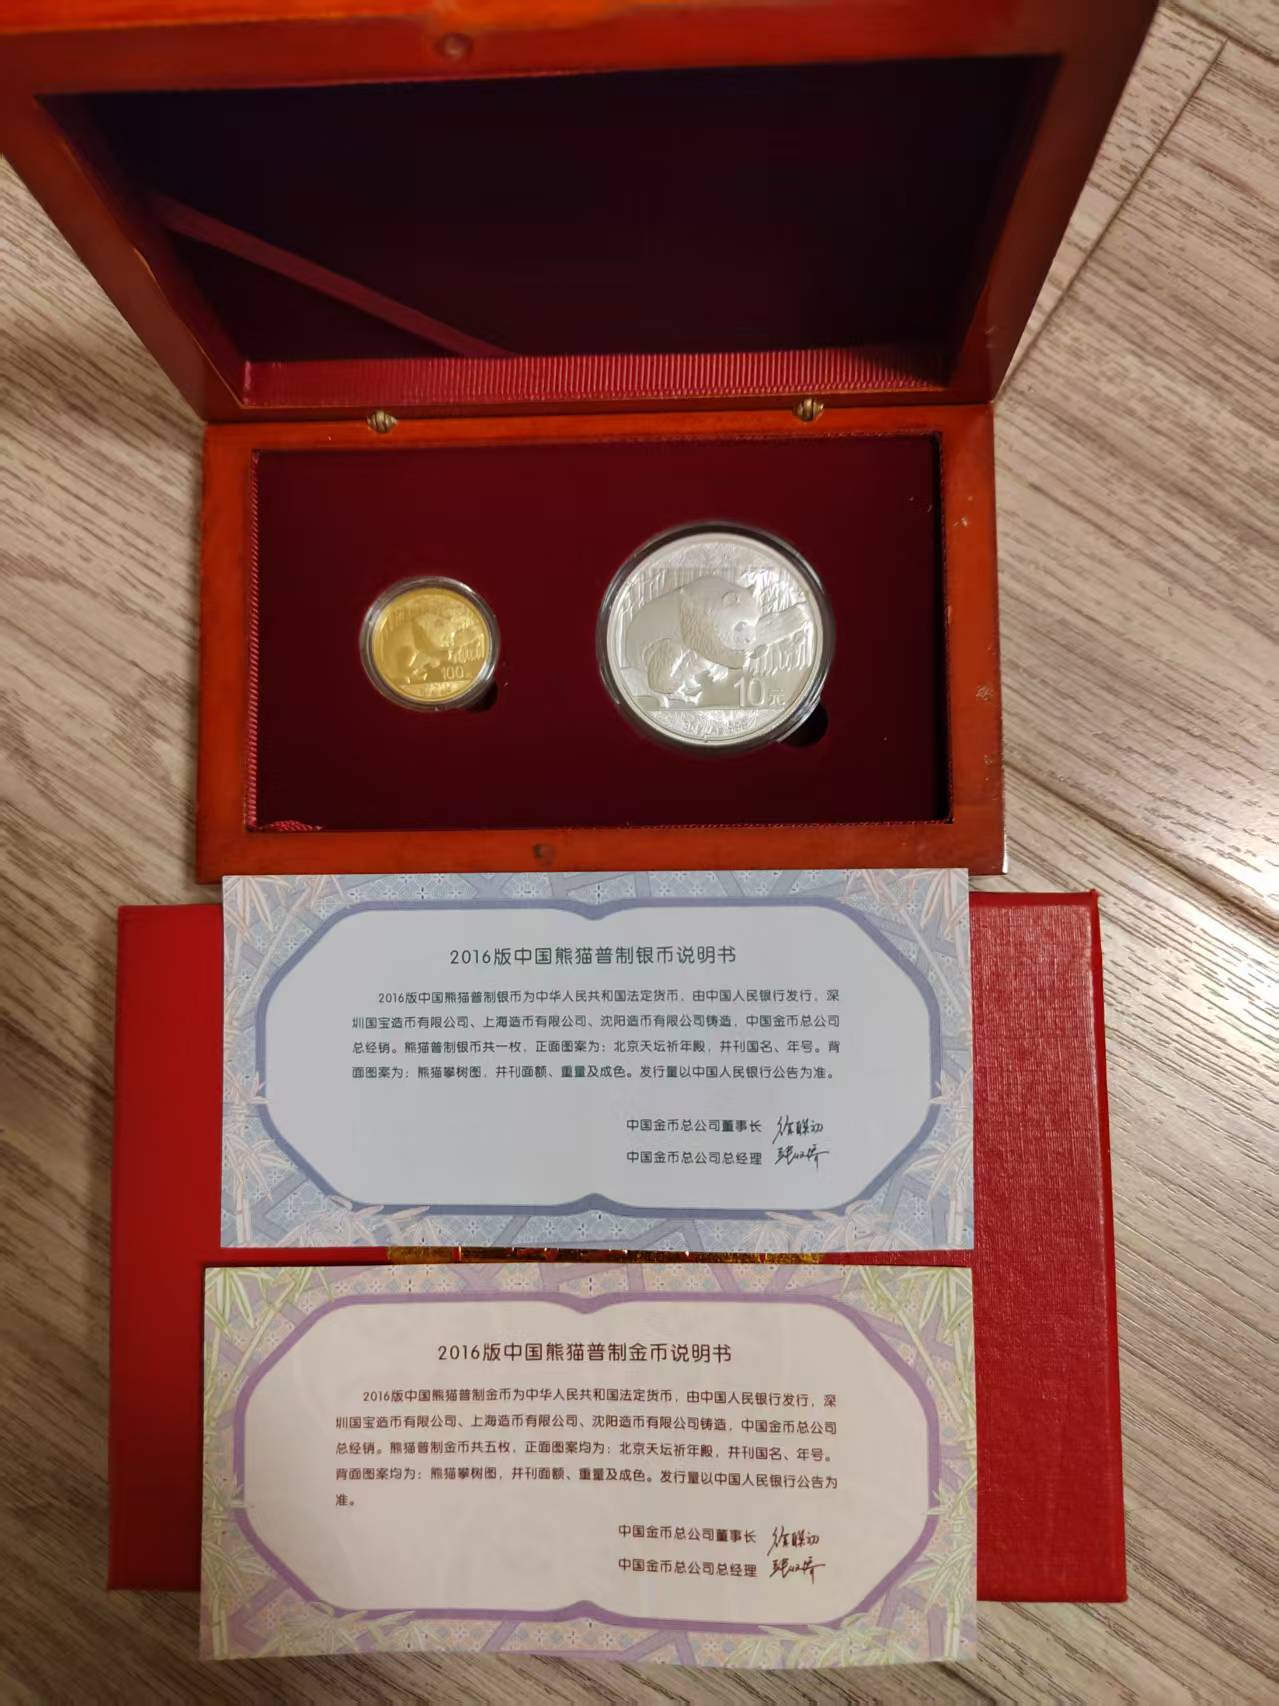 100
10元
2016版中国熊猫普制银币说明书
2016版中国熊猫普制银币为中华人民共和国法定货币，由中国人民银行发行，深
圳国宝造币有限公司、上海造币有限公司、沈阳造币有限公司铸造，中国金币总公司
总经销。熊猫普制银币共一枚，正面图案为：北京天坛祈年殿，并刊国名、年号。背
面图案为：熊猫攀树图，并刊面额、重量及成色。发行量以中国人民银行公告为准。
中国金币总公司董事长
中国金币总公司总经理
2016版中国熊猫普制金币说明书
2016版中国熊猫普制金币为中华人民共和国法定货币，由中国人民银行发行，深
圳国宝造币有限公司、上海造币有限公司、沈阳造币有限公司铸造，中国金币总公司
总经销。熊猫普制金币共五枚，正面图案均为：北京天坛祈年殿，并刊国名、年号。
背面图案均为：熊猫攀树图，并刊面额、重量及成色。发行量以中国人民银行公告为
准。
中国金币总公司董事长
中国金币总公司总经理